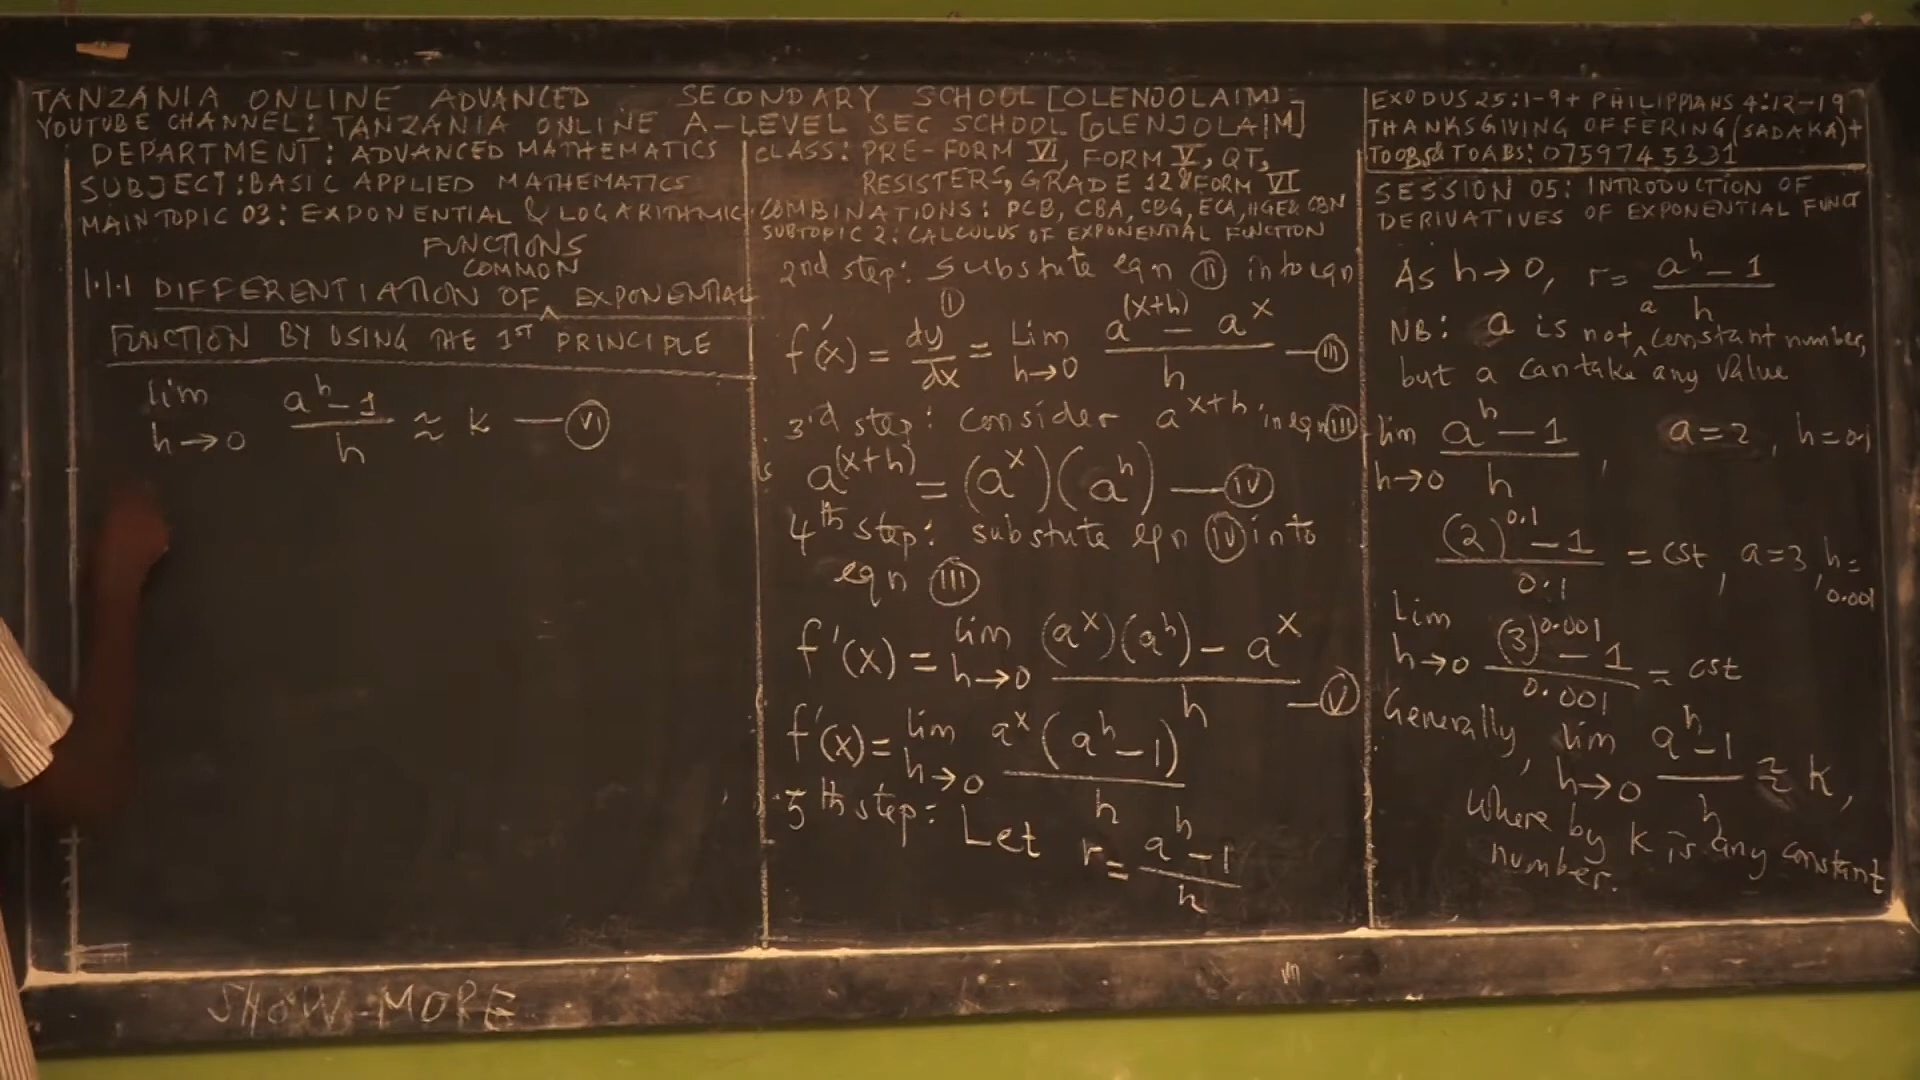 TANZANIA ONLINE ADVANCED SECONDARY SCHOOL [OLENJOLAIM]
YOUTUBE CHANNEL: TANZANIA ONLINE A-LEVEL SEC SCHOOL [OLENJOLAIM]
DEPARTMENT: ADVANCED MATHEMATICS
SUBJECT: BASIC APPLIED MATHEMATICS
MAIN TOPIC 03: EXPONENTIAL & LOGARITHMIC
FUNCTIONS
COMMON
1.1.1 DIFFERENTIATION OF ^ EXPONENTIAL
FUNCTION BY USING THE 1ST PRINCIPLE
lim h→0 (a^h - 1)/h ≈ k — (VI)
CLASS: PRE-FORM VI, FORM V, QT,
RESISTERS, GRADE 12 & FORM VI
COMBINATIONS: PCB, CBA, CBG, ECA, HGE & CBN
SUBTOPIC 2: CALCULUS OF EXPONENTIAL FUNCTION
2nd step: Substute eqn (II) into eqn
(I)
f'(x) = dy/dx = Lim h→0 (a^(x+h) - a^x)/h — (III)
3rd step: Consider a^x+h in eqn (III)
a^(x+h) = (a^x)(a^h) — (IV)
4th step: substute eqn (IV) into
eqn (III)
f'(x) = lim h→0 ((a^x)(a^h) - a^x)/h — (V)
f'(x) = lim h→0 a^x(a^h - 1)/h
5th step: Let r = (a^h - 1)/h
EXODUS 25:1-9 + PHILIPPIANS 4:12-19
THANKSGIVING OFFERING (SADAKA) +
TOOBS & TOABS: 0759745331
SESSION 05: INTRODUCTION OF
DERIVATIVES OF EXPONENTIAL FUNCT
As h→0, r = (a^h - 1)/h
a
NB: a is not ^ constant number,
but a can take any value
lim h→0 (a^h - 1)/h, a=2, h=0.1
((2)^0.1 - 1)/0.1 = cst, a=3, h=
0.001
Lim h→0 ((3)^0.001 - 1)/0.001 ≈ cst
Generally, lim h→0 (a^h - 1)/h ≈ k,
where by k is any constant
number.
SHOW MORE